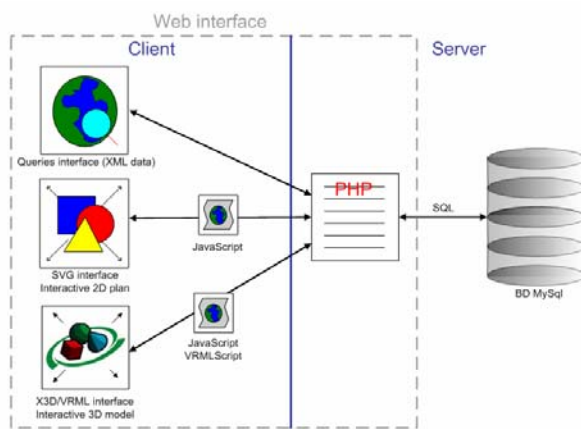 Web interface
Client
Server
Queries interface (XML data)
PHP
SQL
JavaScript
SVG interface
Interactive 2D plan
BD MySql
JavaScript
VRMLScript
X3D/VRML interface
Interactive 3D model